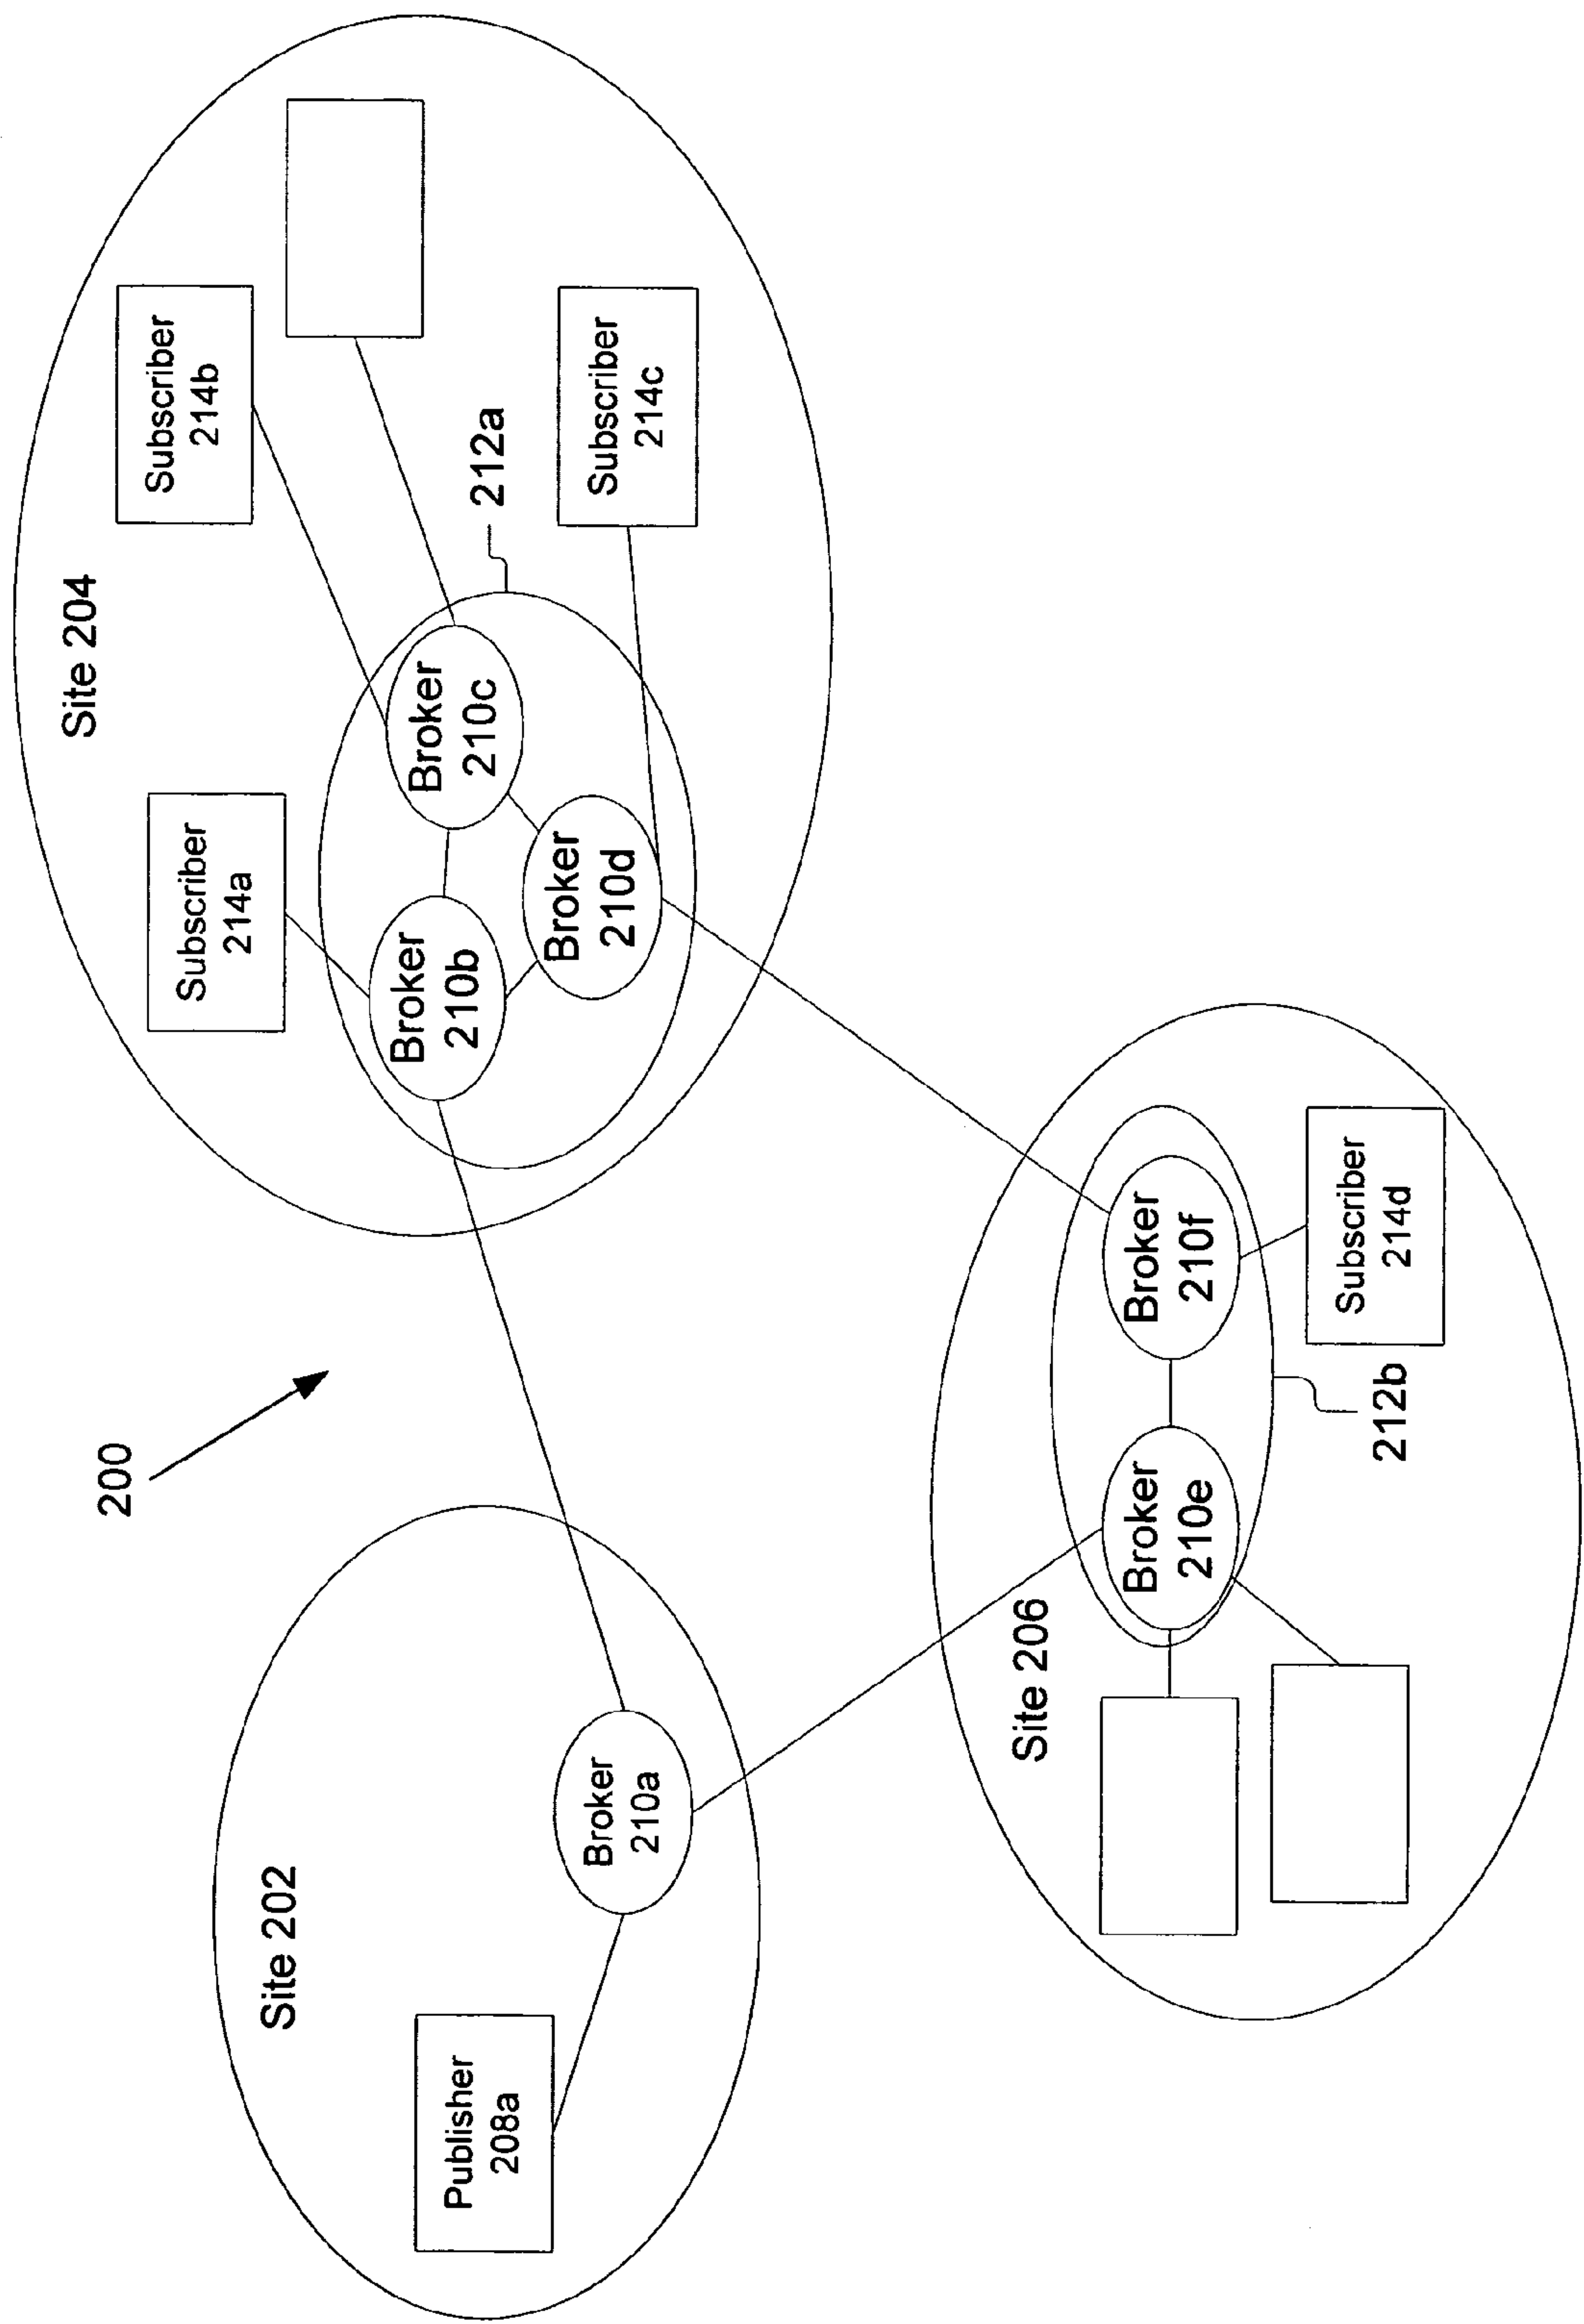 200
Site 202
Publisher
208a
Broker
210a
Site 204
Subscriber
214a
Subscriber
214b
Broker
210b
Broker
210c
Broker
210d
212a
Subscriber
214c
Site 206
Broker
210e
Broker
210f
212b
Subscriber
214d